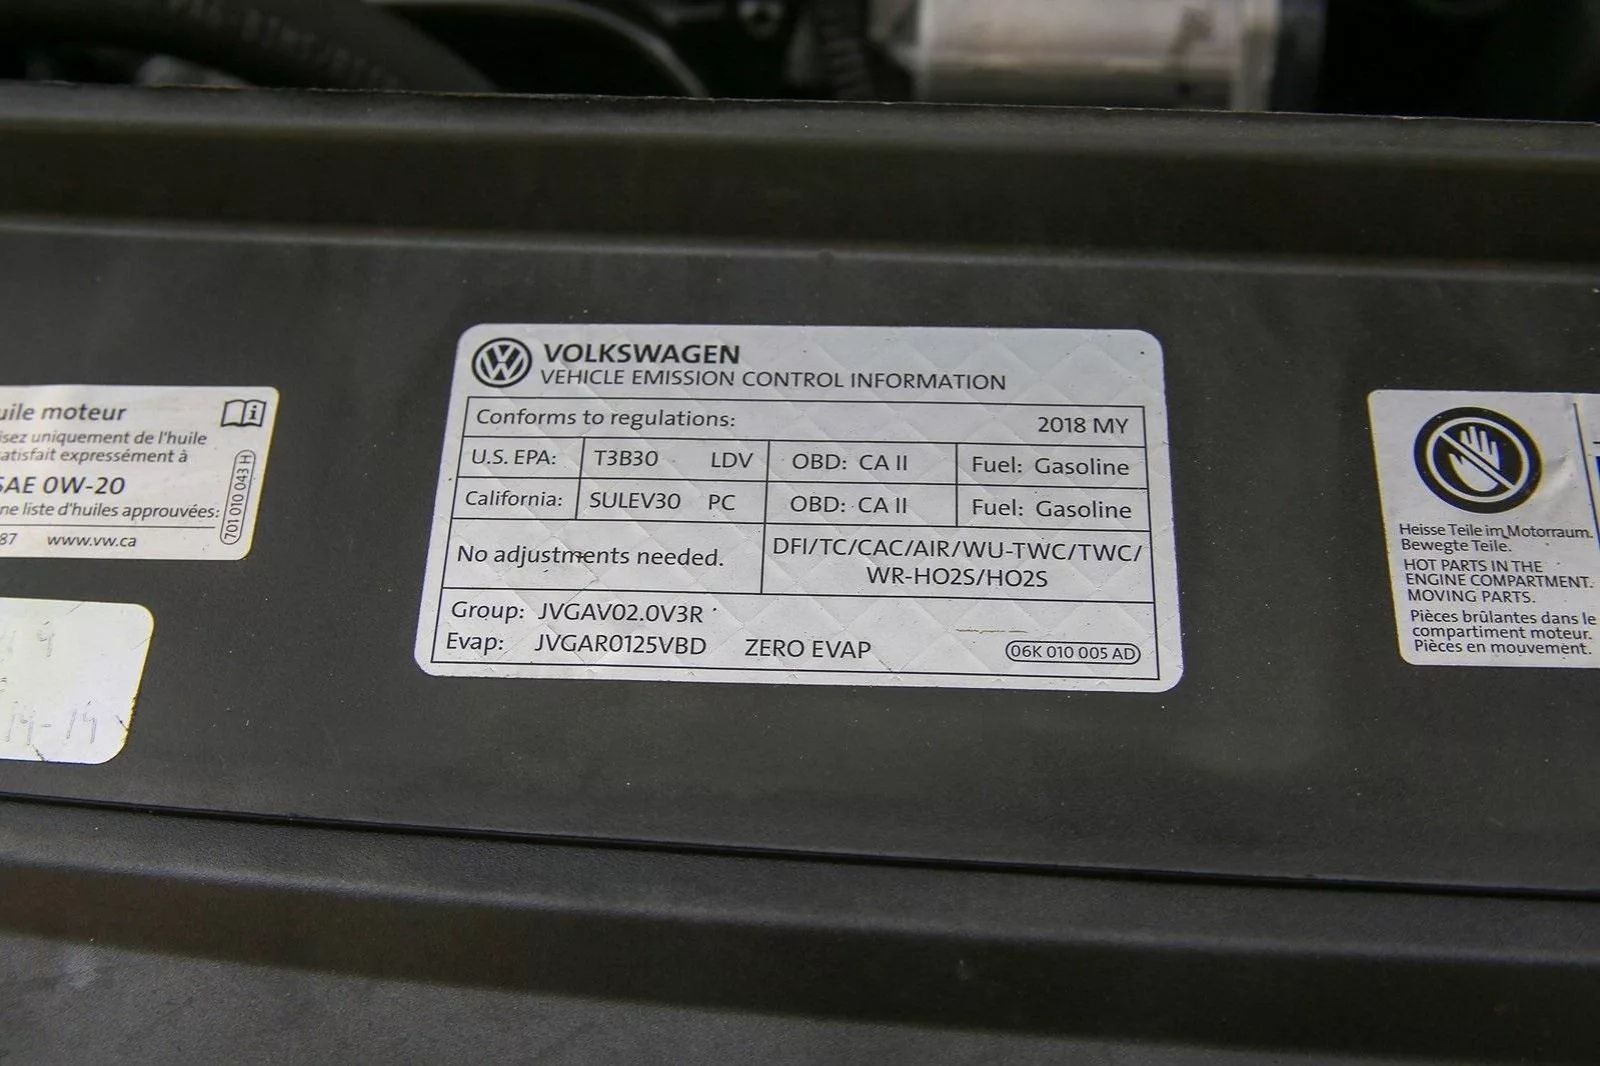 uile moteur
isez uniquement de l'huile
atisfait expressément à
SAE 0W-20
ne liste d'huiles approuvées:
87 www.vw.ca
701 010 043 H
VOLKSWAGEN
VEHICLE EMISSION CONTROL INFORMATION
Conforms to regulations: 2018 MY
U.S. EPA: T3B30 LDV OBD: CA II Fuel: Gasoline
California: SULEV30 PC OBD: CA II Fuel: Gasoline
No adjustments needed.
DFI/TC/CAC/AIR/WU-TWC/TWC/
WR-HO2S/HO2S
Group: JVGAV02.0V3R
Evap: JVGAR0125VBD ZERO EVAP
06K 010 005 AD
Heisse Teile im Motorraum.
Bewegte Teile.
HOT PARTS IN THE
ENGINE COMPARTMENT.
MOVING PARTS.
Pièces brûlantes dans le
compartiment moteur.
Pièces en mouvement.